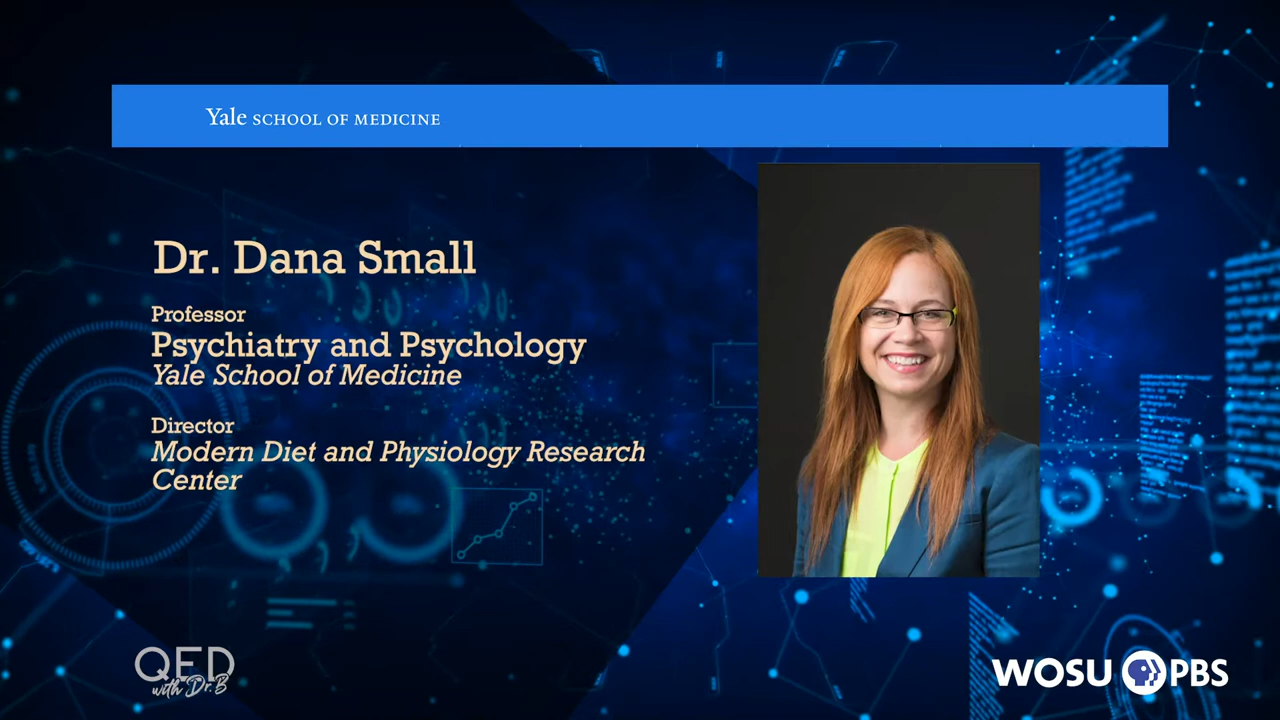 Yale SCHOOL OF MEDICINE
Dr. Dana Small
Professor
Psychiatry and Psychology
Yale School of Medicine
Director
Modern Diet and Physiology Research
Center
QED
with Dr. B
WOSU PBS